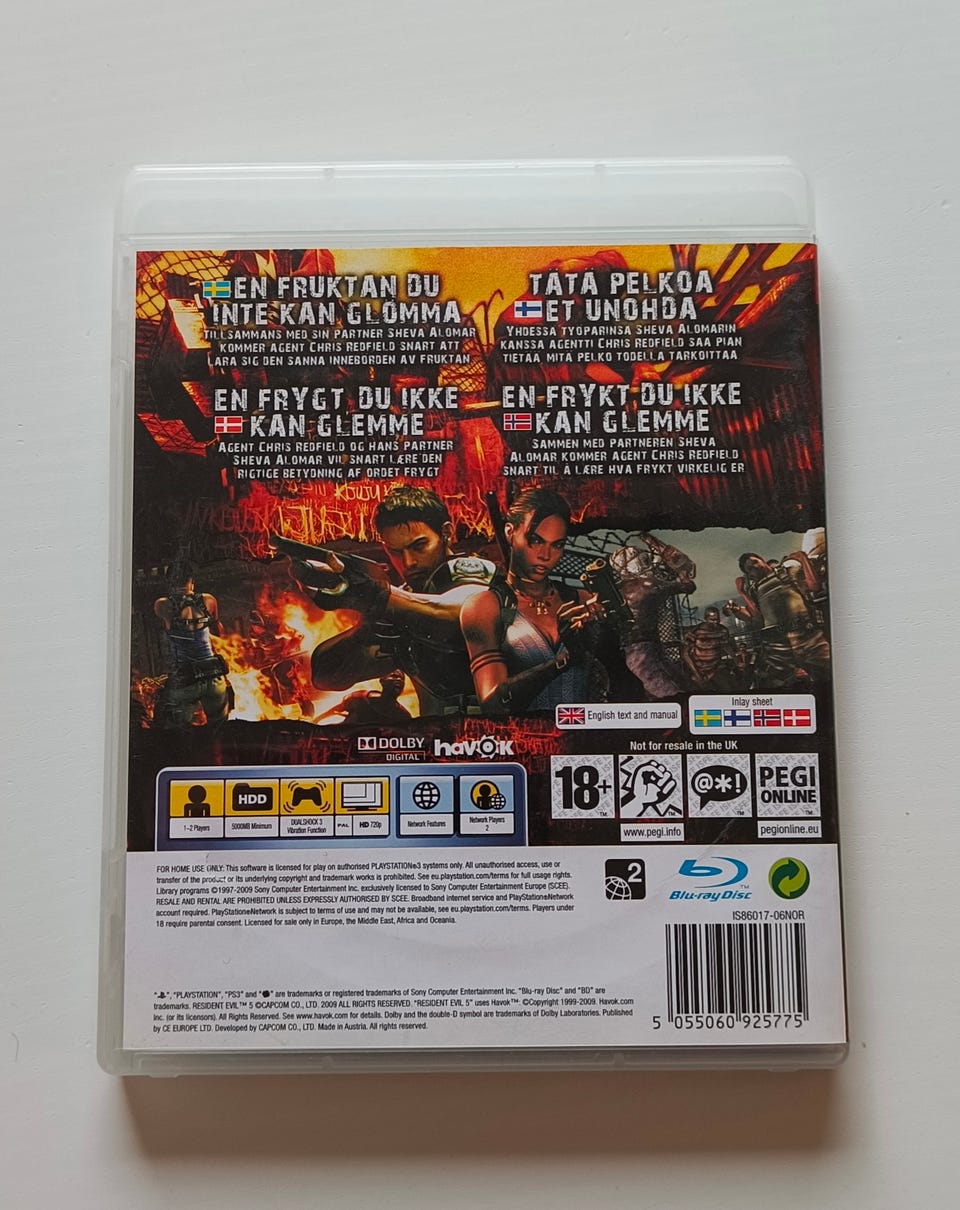 EN FRUKTAN DU
INTE KAN GLÖMMA
TILLSAMMANS MED SIN PARTNER SHEVA ALOMAR
KOMMER AGENT CHRIS REDFIELD SNART ATT
LÄRA SIG DEN SANNA INNEBÖRDEN AV FRUKTAN
TÄTÄ PELKOA
ET UNOHDA
YHDESSÄ TYÖPARINSA SHEVA ALOMARIN
KANSSA AGENTTI CHRIS REDFIELD SAA PIAN
TIETÄÄ MITÄ PELKO TODELLA TARKOITTAA
EN FRYGT DU IKKE
KAN GLEMME
AGENT CHRIS REDFIELD OG HANS PARTNER
SHEVA ALOMAR VIL SNART LÆRE DEN
RIGTIGE BETYDNING AF ORDET FRYGT
EN FRYKT DU IKKE
KAN GLEMME
SAMMEN MED PARTNEREN SHEVA
ALOMAR KOMMER AGENT CHRIS REDFIELD
SNART TIL Å LÆRE HVA FRYKT VIRKELIG ER
English text and manual
Inlay sheet
Not for resale in the UK
DOLBY
DIGITAL
havok
1-2 Players
HDD
5000MB Minimum
DUALSHOCK 3
Vibration Function
PAL
HD 720p
Network Features
Network Players
2
18+
www.pegi.info
@*!
PEGI
ONLINE
pegionline.eu
FOR HOME USE ONLY: This software is licensed for play on authorised PLAYSTATION®3 systems only. All unauthorised access, use or
transfer of the product or its underlying copyright and trademark works is prohibited. See eu.playstation.com/terms for full usage rights.
Library programs ©1997-2009 Sony Computer Entertainment Inc. exclusively licensed to Sony Computer Entertainment Europe (SCEE).
RESALE AND RENTAL ARE PROHIBITED UNLESS EXPRESSLY AUTHORISED BY SCEE. Broadband internet service and PlayStation®Network
account required. PlayStation®Network is subject to terms of use and may not be available, see eu.playstation.com/terms. Players under
18 require parental consent. Licensed for sale only in Europe, the Middle East, Africa and Oceania.
2
Blu-ray Disc™
IS86017-06NOR
"", "PLAYSTATION", "PS3" and "" are trademarks or registered trademarks of Sony Computer Entertainment Inc. "Blu-ray Disc" and "BD" are
trademarks. RESIDENT EVIL™ 5 ©CAPCOM CO., LTD. 2009 ALL RIGHTS RESERVED. "RESIDENT EVIL 5" uses Havok™: ©Copyright 1999-2009. Havok.com
Inc. (or its licensors). All Rights Reserved. See www.havok.com for details. Dolby and the double-D symbol are trademarks of Dolby Laboratories. Published
by CE EUROPE LTD. Developed by CAPCOM CO., LTD. Made in Austria. All rights reserved.
5 055060 925775